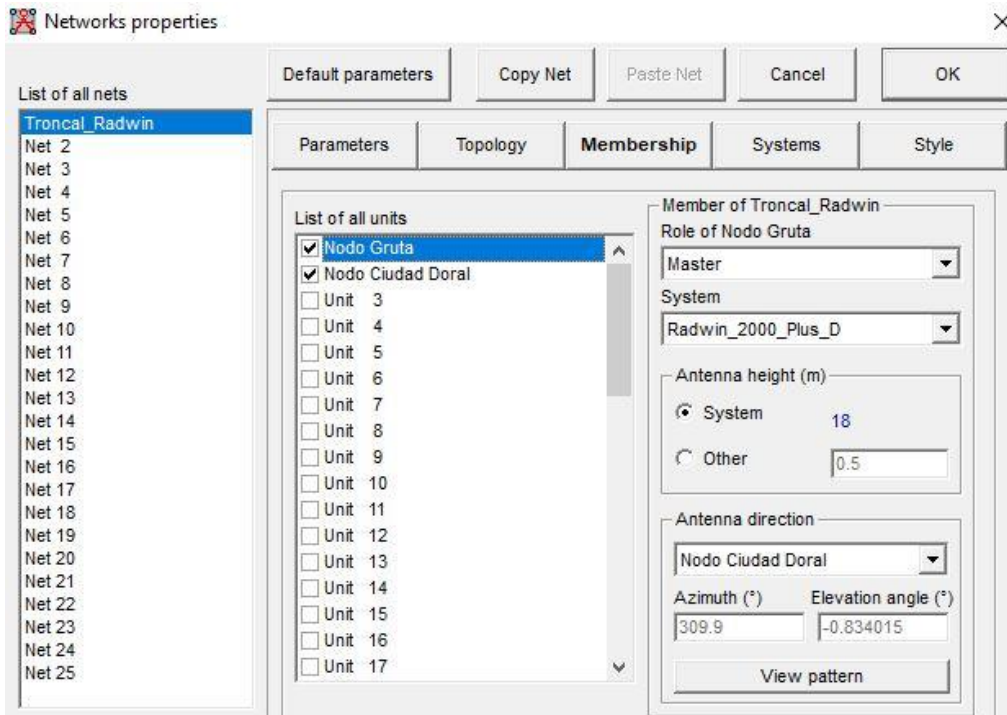 Networks properties
Default parameters
Copy Net
Paste Net
Cancel
OK
List of all nets
Troncal_Radwin
Net 2
Net 3
Net 4
Net 5
Net 6
Net 7
Net 8
Net 9
Net 10
Net 11
Net 12
Net 13
Net 14
Net 15
Net 16
Net 17
Net 18
Net 19
Net 20
Net 21
Net 22
Net 23
Net 24
Net 25
Parameters
Topology
Membership
Systems
Style
List of all units
Nodo Gruta
Nodo Ciudad Doral
Unit 3
Unit 4
Unit 5
Unit 6
Unit 7
Unit 8
Unit 9
Unit 10
Unit 11
Unit 12
Unit 13
Unit 14
Unit 15
Unit 16
Unit 17
Member of Troncal_Radwin
Role of Nodo Gruta
Master
System
Radwin_2000_Plus_D
Antenna height (m)
System 18
Other 0.5
Antenna direction
Nodo Ciudad Doral
Azimuth (°) Elevation angle (°)
309.9 -0.834015
View pattern